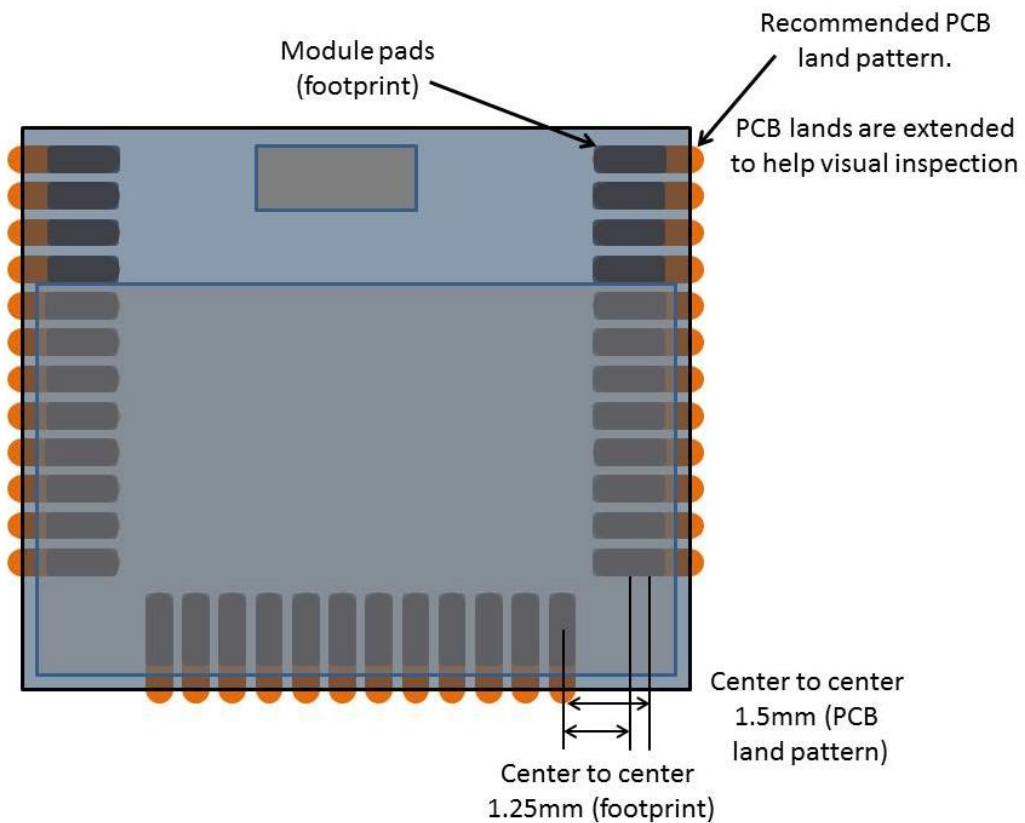 Module pads
(footprint)
Recommended PCB
land pattern.
PCB lands are extended
to help visual inspection
Center to center
1.5mm (PCB
land pattern)
Center to center
1.25mm (footprint)